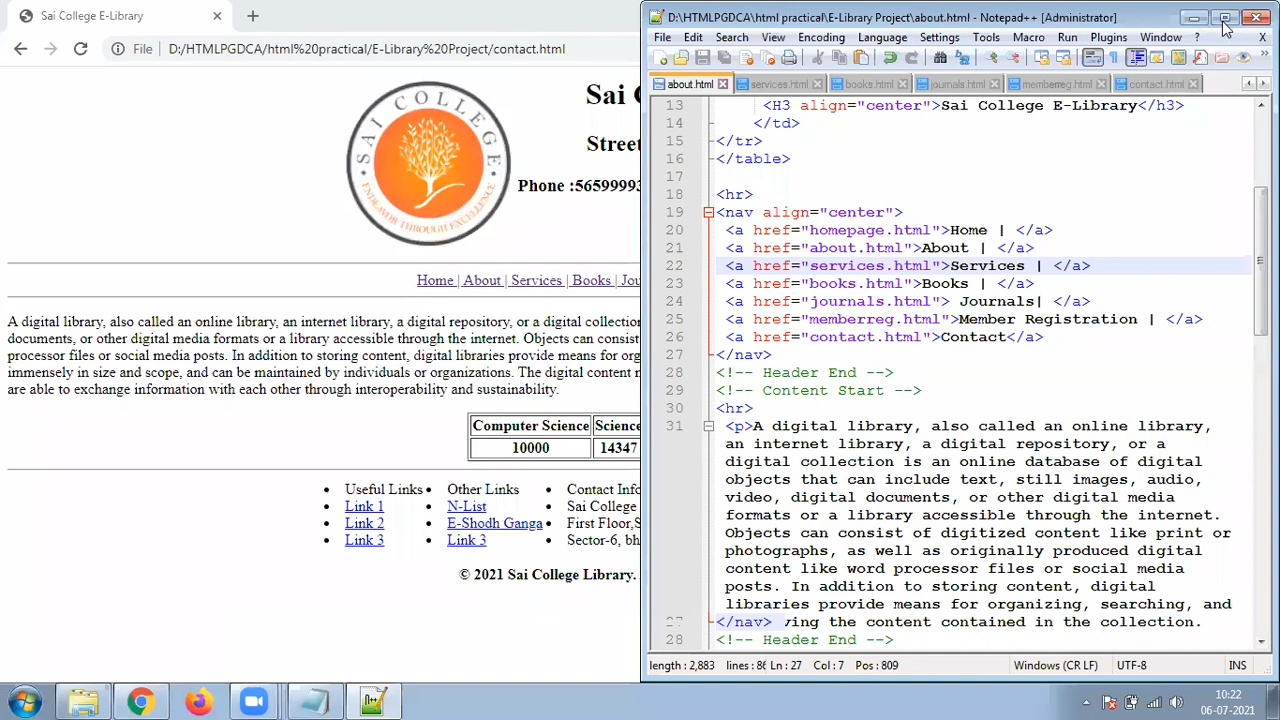 Sai College E-Library
File D:/HTMLPGDCA/html%20practical/E-Library%20Project/contact.html
SAI COLLEGE
ENDEAVOR THROUGH EXCELLENCE
Sai
Street
Phone :56599993
Home | About | Services | Books | Jou
A digital library, also called an online library, an internet library, a digital repository, or a digital collection
documents, or other digital media formats or a library accessible through the internet. Objects can consist
processor files or social media posts. In addition to storing content, digital libraries provide means for org
immensely in size and scope, and can be maintained by individuals or organizations. The digital content m
are able to exchange information with each other through interoperability and sustainability.
Computer Science Science
10000 14347
Useful Links Other Links Contact Info
Link 1 N-List Sai College
Link 2 E-Shodh Ganga First Floor,S
Link 3 Link 3 Sector-6, bh
© 2021 Sai College Library.
D:\HTMLPGDCA\html practical\E-Library Project\about.html - Notepad++ [Administrator]
File Edit Search View Encoding Language Settings Tools Macro Run Plugins Window ? X
about.html services.html books.html journals.html memberreg.html contact.html
13 <H3 align="center">Sai College E-Library</h3>
14 </td>
15 </tr>
16 </table>
17
18 <hr>
19 <nav align="center">
20 <a href="homepage.html">Home | </a>
21 <a href="about.html">About | </a>
22 <a href="services.html">Services | </a>
23 <a href="books.html">Books | </a>
24 <a href="journals.html"> Journals| </a>
25 <a href="memberreg.html">Member Registration | </a>
26 <a href="contact.html">Contact</a>
27 </nav>
28 <!-- Header End -->
29 <!-- Content Start -->
30 <hr>
31 <p>A digital library, also called an online library,
an internet library, a digital repository, or a
digital collection is an online database of digital
objects that can include text, still images, audio,
video, digital documents, or other digital media
formats or a library accessible through the internet.
Objects can consist of digitized content like print or
photographs, as well as originally produced digital
content like word processor files or social media
posts. In addition to storing content, digital
libraries provide means for organizing, searching, and
27 </nav> ving the content contained in the collection.
28 <!-- Header End -->
length : 2,883 lines : 86 Ln : 27 Col : 7 Pos : 809 Windows (CR LF) UTF-8 INS
10:22
06-07-2021